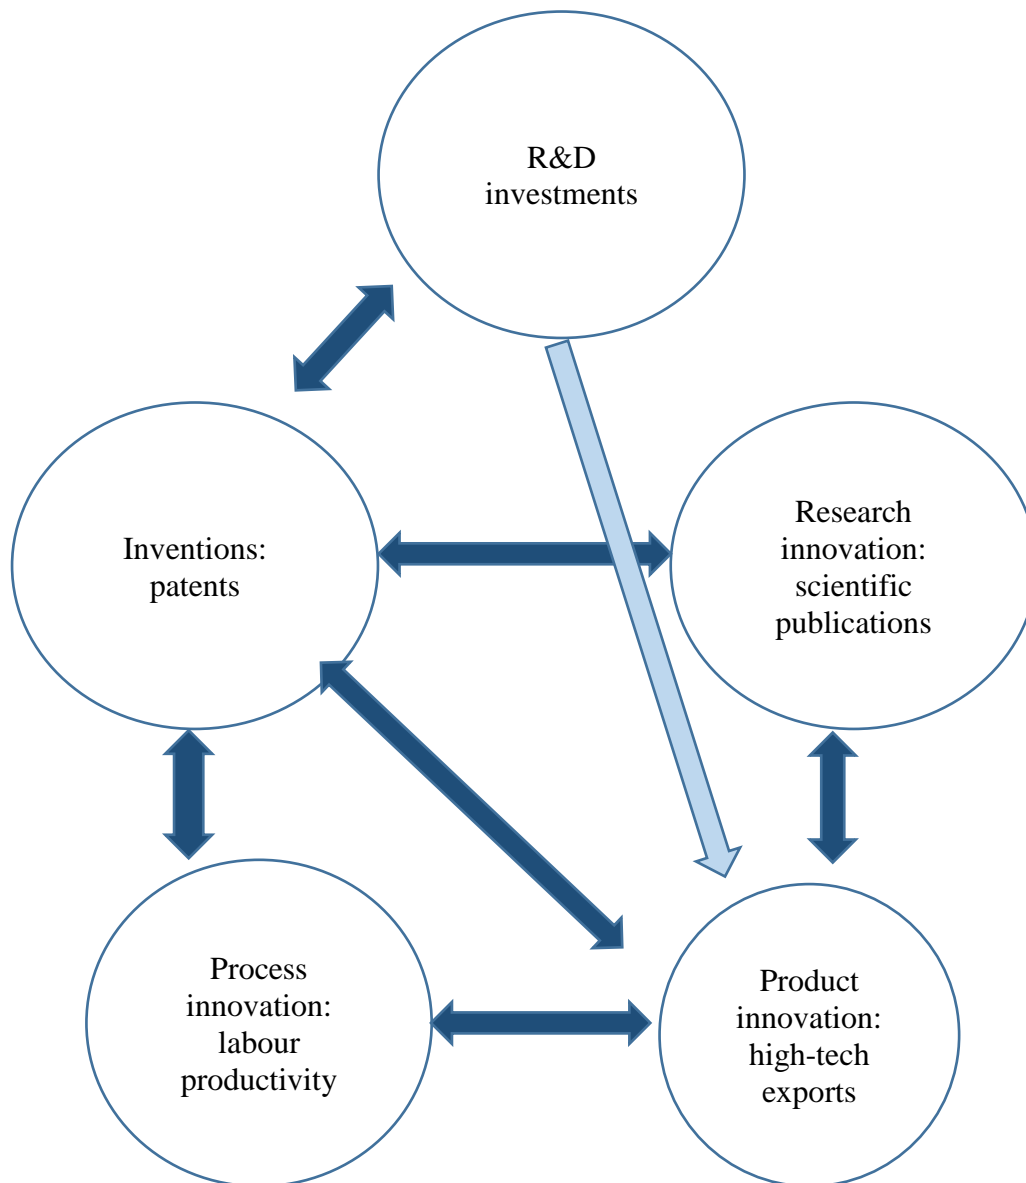 R&D
investments
Inventions:
patents
Research
innovation:
scientific
publications
Process
innovation:
labour
productivity
Product
innovation:
high-tech
exports